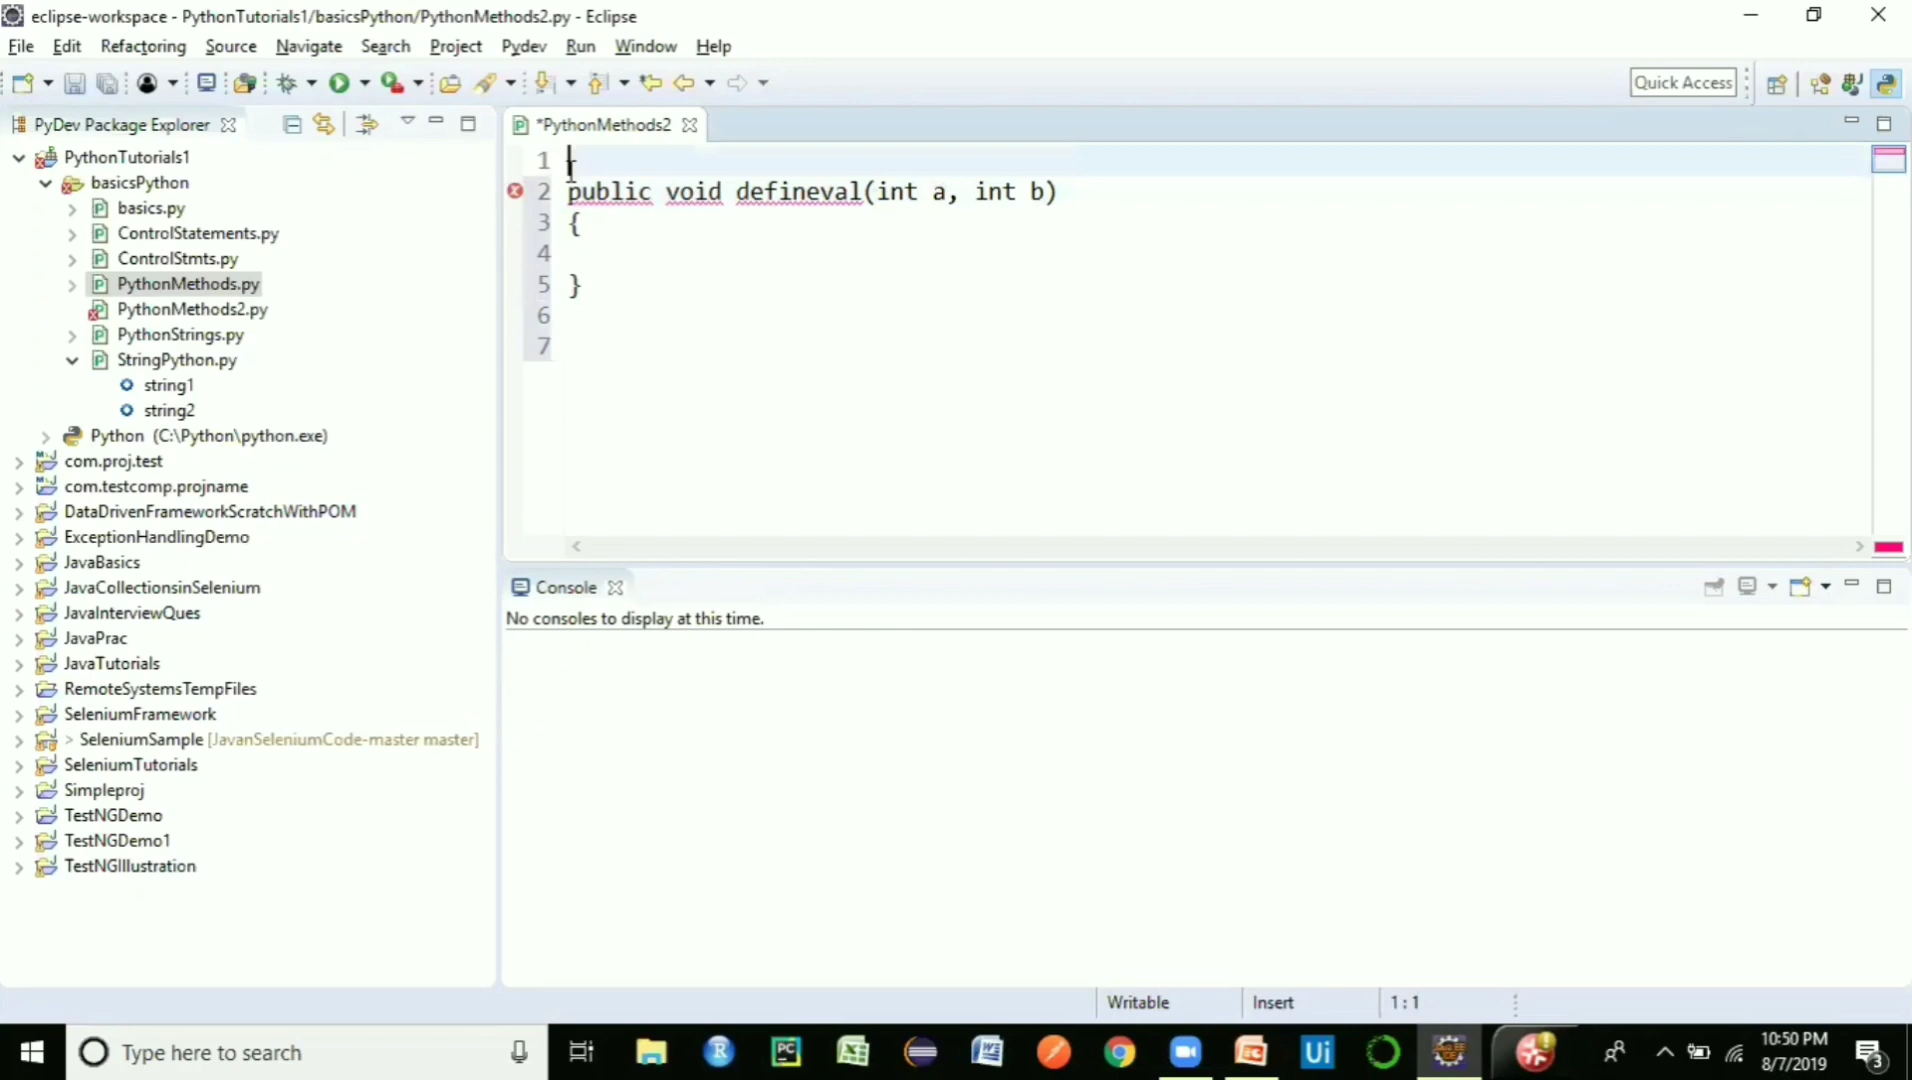 eclipse-workspace - PythonTutorials1/basicsPython/PythonMethods2.py - Eclipse
File Edit Refactoring Source Navigate Search Project Pydev Run Window Help
Quick Access
PyDev Package Explorer
*PythonMethods2
PythonTutorials1
basicsPython
basics.py
ControlStatements.py
ControlStmts.py
PythonMethods.py
PythonMethods2.py
PythonStrings.py
StringPython.py
string1
string2
Python (C:\Python\python.exe)
com.proj.test
com.testcomp.projname
DataDrivenFrameworkScratchWithPOM
ExceptionHandlingDemo
JavaBasics
JavaCollectionsinSelenium
JavaInterviewQues
JavaPrac
JavaTutorials
RemoteSystemsTempFiles
SeleniumFramework
> SeleniumSample [JavanSeleniumCode-master master]
SeleniumTutorials
Simpleproj
TestNGDemo
TestNGDemo1
TestNGIllustration
1
2 public void defineval(int a, int b)
3 {
4
5 }
6
7
Console
No consoles to display at this time.
Writable Insert 1 : 1
Type here to search
R
PC
Ui
10:50 PM
8/7/2019
3